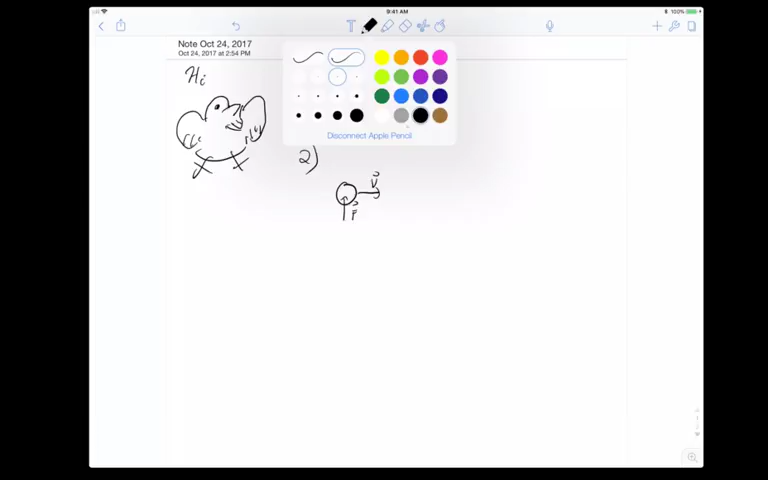 9:41 AM
100%
T
Note Oct 24, 2017
Oct 24, 2017 at 2:54 PM
Hi
Disconnect Apple Pencil
2)
V
F